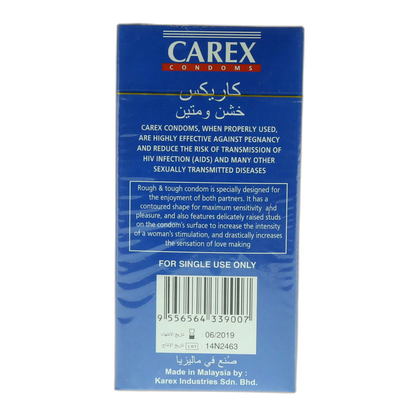 CAREX
CONDOMS
كاريكس
خشن ومتين
CAREX CONDOMS, WHEN PROPERLY USED,
ARE HIGHLY EFFECTIVE AGAINST PEGNANCY
AND REDUCE THE RISK OF TRANSMISSION OF
HIV INFECTION (AIDS) AND MANY OTHER
SEXUALLY TRANSMITTED DISEASES
Rough & tough condom is specially designed for
the enjoyment of both partners. It has a
contoured shape for maximum sensitivity and
pleasure, and also features delicately raised studs
on the condom's surface to increase the intensity
of a woman's stimulation, and drastically increases
the sensation of love making
FOR SINGLE USE ONLY
9 556564 339007
06/2019 تاريخ الانتهاء
14N2463 LOT تاريخ الانتاج
صنع في ماليزيا
Made in Malaysia by :
Karex Industries Sdn. Bhd.